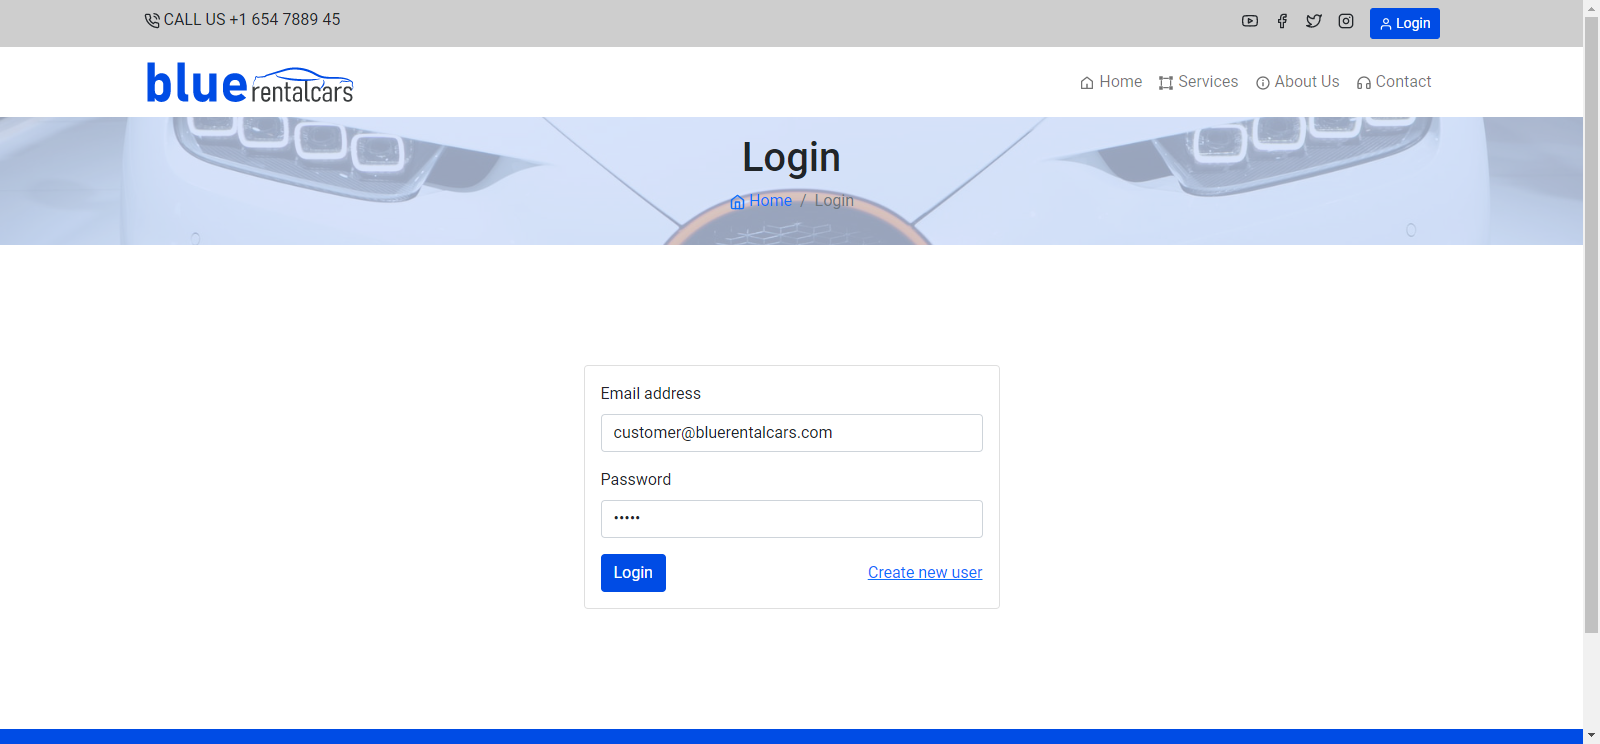 CALL US +1 654 7889 45
Login
blue rentalcars
Home Services About Us Contact
Login
Home / Login
Email address
customer@bluerentalcars.com
Password
•••••
Login Create new user